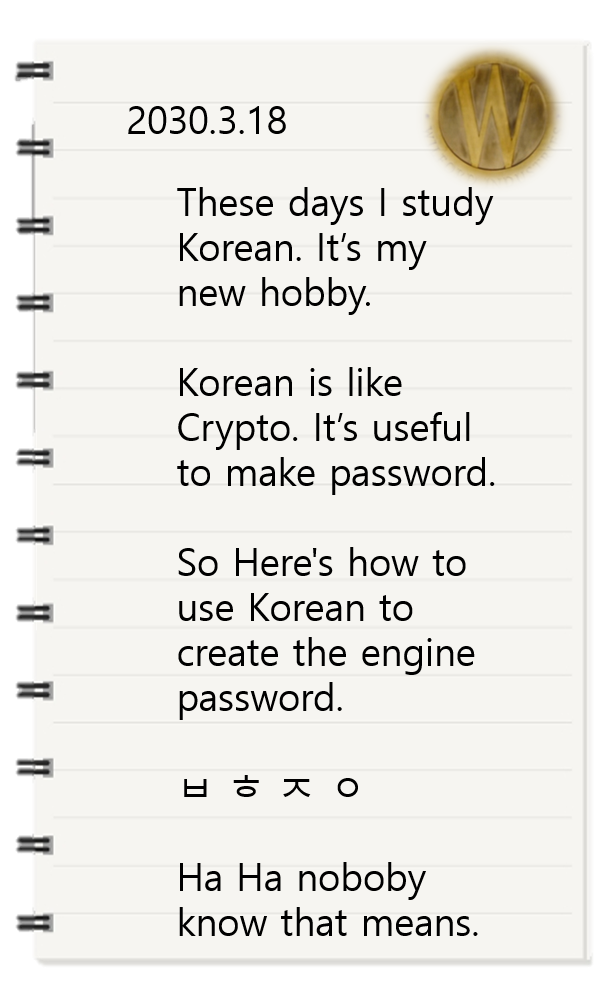 W
2030.3.18
These days I study
Korean. It's my
new hobby.
Korean is like
Crypto. It's useful
to make password.
So Here's how to
use Korean to
create the engine
password.
ㅂ ㅎ ㅈ ㅇ
Ha Ha noboby
know that means.